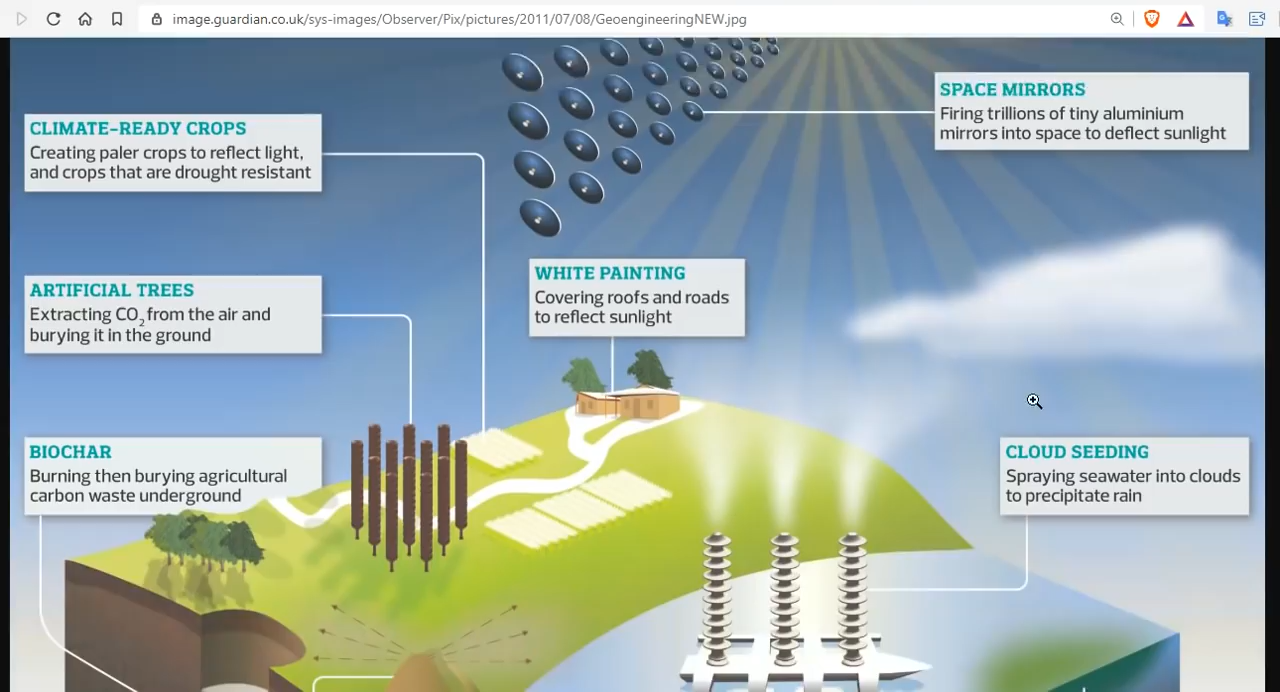 image.guardian.co.uk/sys-images/Observer/Pix/pictures/2011/07/08/GeoengineeringNEW.jpg
SPACE MIRRORS
Firing trillions of tiny aluminium
mirrors into space to deflect sunlight
CLIMATE-READY CROPS
Creating paler crops to reflect light,
and crops that are drought resistant
WHITE PAINTING
Covering roofs and roads
to reflect sunlight
ARTIFICIAL TREES
Extracting CO₂ from the air and
burying it in the ground
BIOCHAR
Burning then burying agricultural
carbon waste underground
CLOUD SEEDING
Spraying seawater into clouds
to precipitate rain